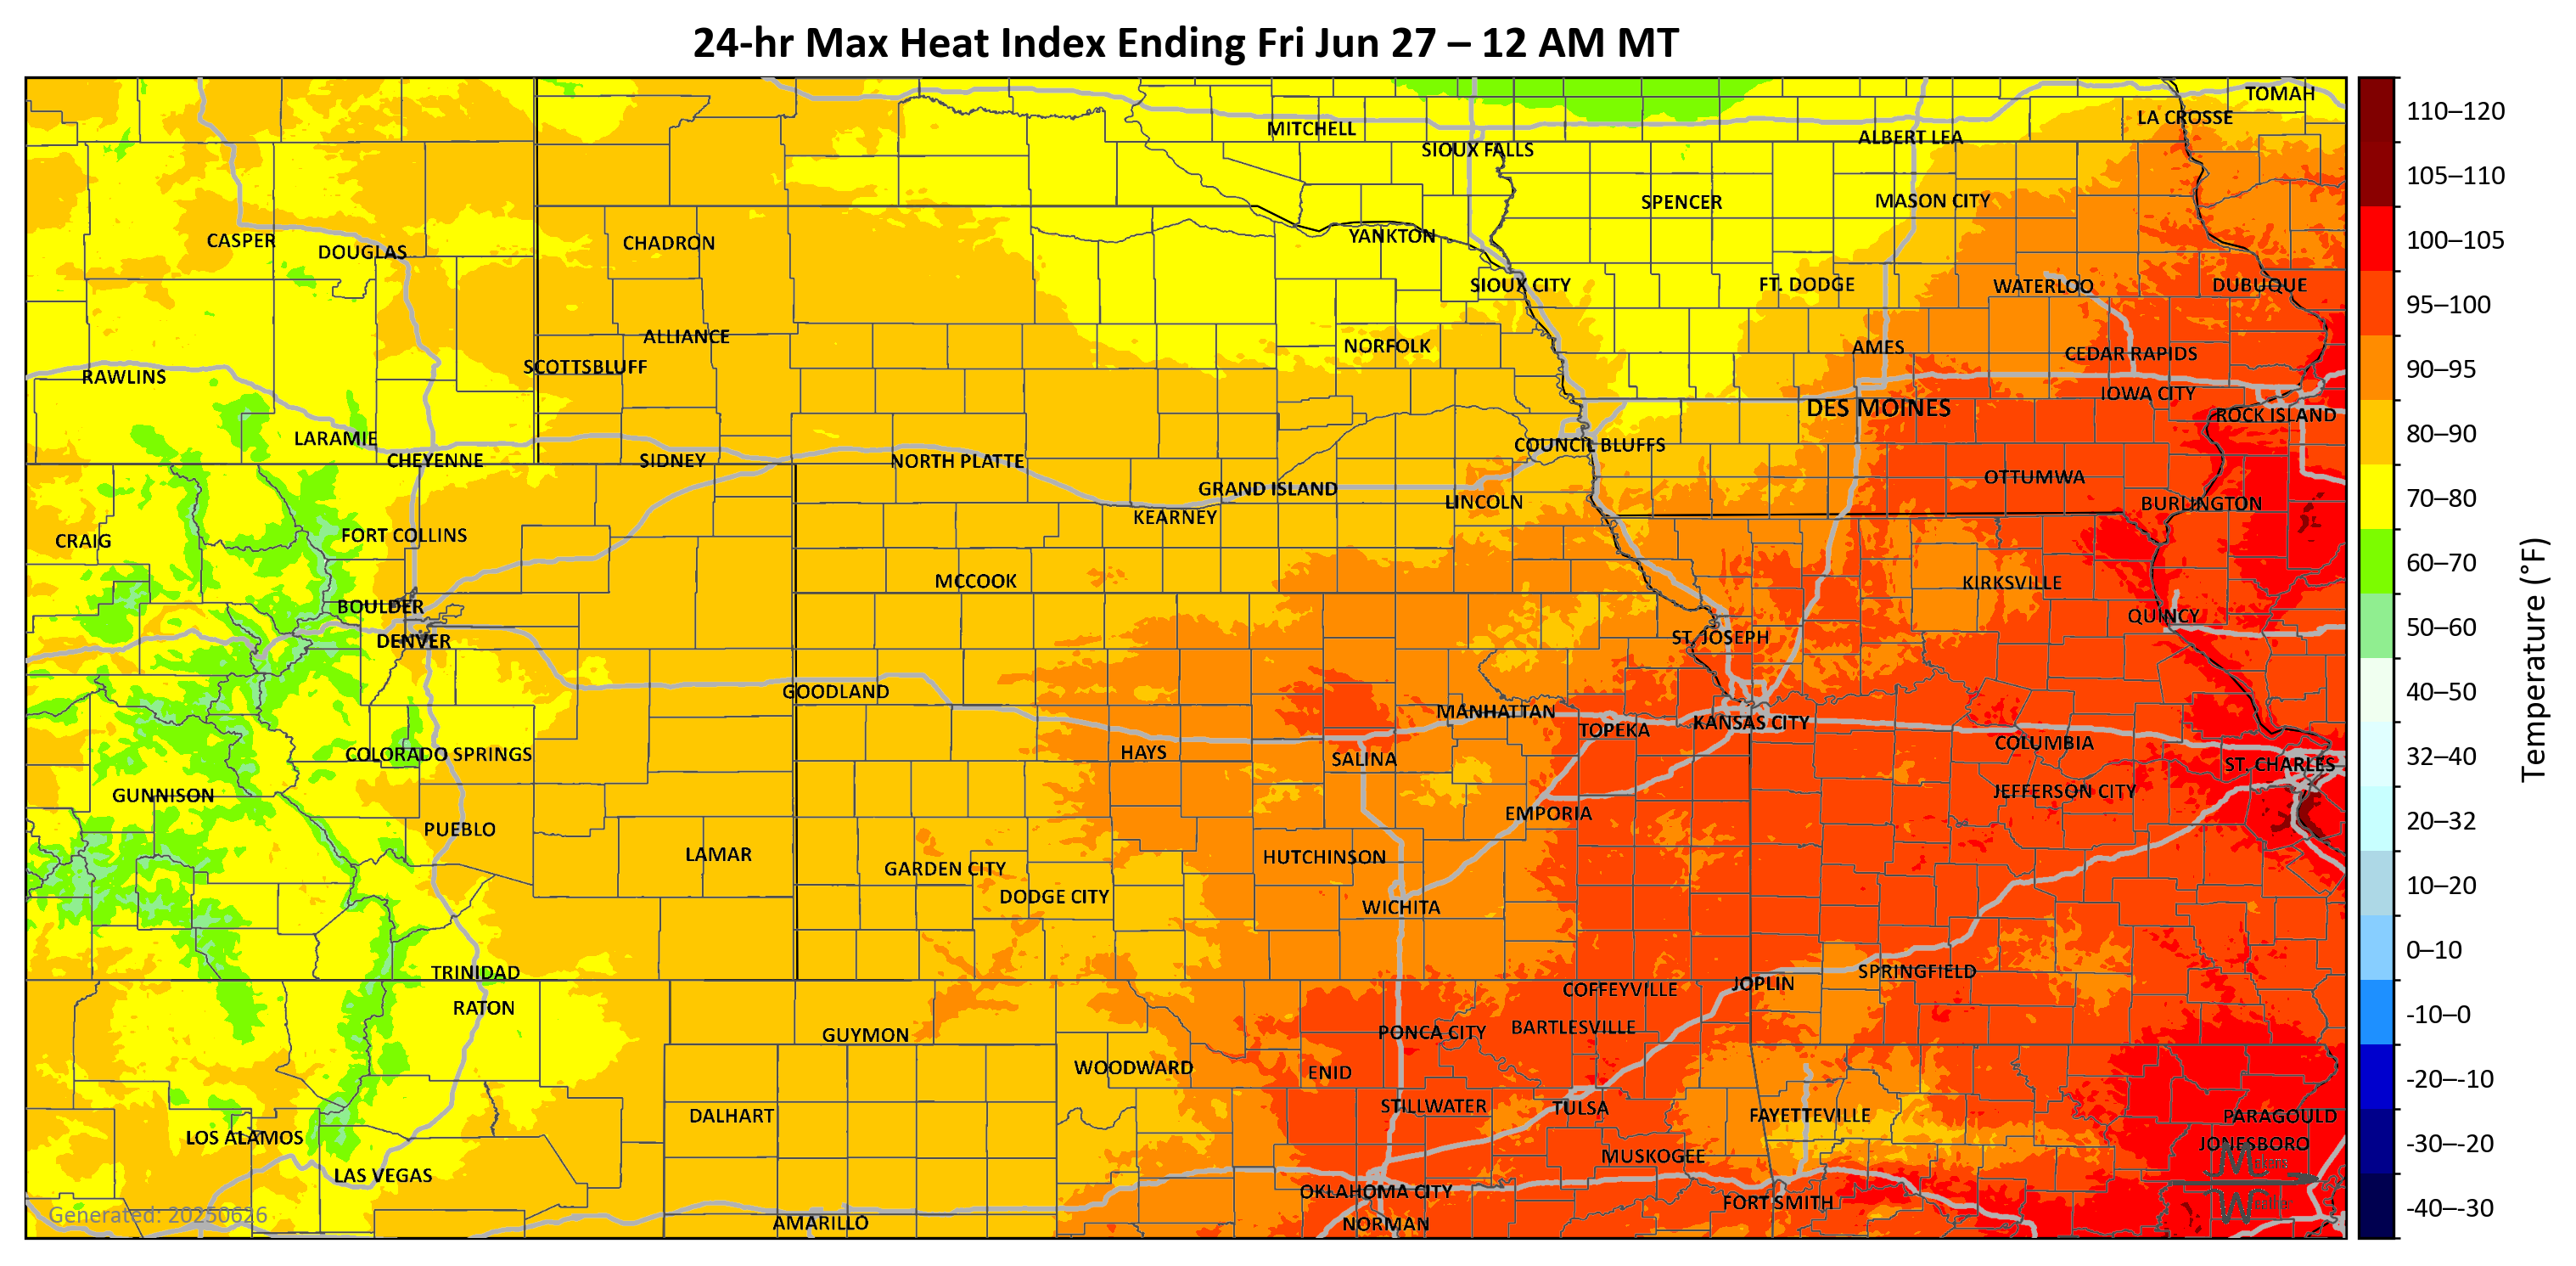 24-hr Max Heat Index Ending Fri Jun 27 – 12 AM MT
TOMAH
LA CROSSE
MITCHELL
ALBERT LEA
SIOUX FALLS
SPENCER
MASON CITY
CASPER
DOUGLAS
CHADRON
YANKTON
SIOUX CITY
FT. DODGE
WATERLOO
DUBUQUE
ALLIANCE
NORFOLK
AMES
CEDAR RAPIDS
SCOTTSBLUFF
RAWLINS
IOWA CITY
DES MOINES
ROCK ISLAND
LARAMIE
COUNCIL BLUFFS
CHEYENNE
SIDNEY
NORTH PLATTE
OTTUMWA
GRAND ISLAND
LINCOLN
BURLINGTON
KEARNEY
FORT COLLINS
CRAIG
MCCOOK
KIRKSVILLE
BOULDER
QUINCY
DENVER
ST. JOSEPH
GOODLAND
MANHATTAN
KANSAS CITY
TOPEKA
COLUMBIA
HAYS
COLORADO SPRINGS
SALINA
ST. CHARLES
GUNNISON
JEFFERSON CITY
EMPORIA
PUEBLO
LAMAR
HUTCHINSON
GARDEN CITY
DODGE CITY
WICHITA
TRINIDAD
SPRINGFIELD
JOPLIN
COFFEYVILLE
RATON
BARTLESVILLE
PONCA CITY
GUYMON
WOODWARD
ENID
STILLWATER
TULSA
DALHART
FAYETTEVILLE
PARAGOULD
LOS ALAMOS
JONESBORO
MUSKOGEE
LAS VEGAS
OKLAHOMA CITY
FORT SMITH
AMARILLO
NORMAN
Generated: 20250626
110–120
105–110
100–105
95–100
90–95
80–90
70–80
60–70
50–60
40–50
32–40
20–32
10–20
0–10
-10–0
-20–-10
-30–-20
-40–-30
Temperature (°F)